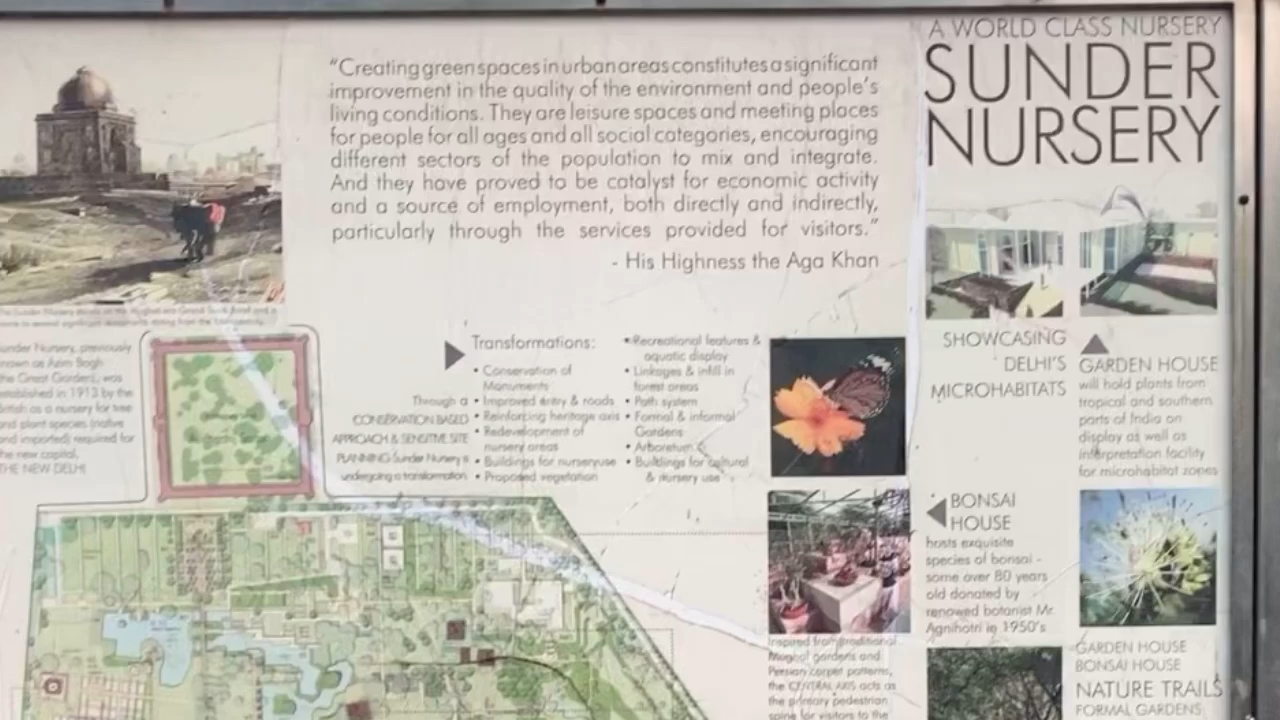 "Creating green spaces in urban areas constitutes a significant
improvement in the quality of the environment and people's
living conditions. They are leisure spaces and meeting places
for people for all ages and all social categories, encouraging
different sectors of the population to mix and integrate.
And they have proved to be catalyst for economic activity
and a source of employment, both directly and indirectly,
particularly through the services provided for visitors."
- His Highness the Aga Khan
A WORLD CLASS NURSERY
SUNDER
NURSERY
under Nursery, previously
nown as Azim Bagh
the Great Garden), was
established in 1913 by the
British as a nursery for tree
and plant species (native
and imported) required for
the new capital,
THE NEW DELHI
Through a
CONSERVATION BASED
APPROACH & SENSITIVE SITE
PLANNING Sunder Nursery is
undergoing a transformation
Transformations:
• Conservation of
Monuments
• Improved entry & roads
• Reinforcing heritage axis
• Redevelopment of
nursery areas
• Buildings for nursery use
• Proposed vegetation
• Recreational features &
aquatic display
• Linkages & infill in
forest areas
• Path system
• Formal & informal
Gardens
• Arboretum
• Buildings for cultural
& nursery use
Inspired from traditional
Mughal gardens and
Persian carpet patterns,
the CENTRAL AXIS acts as
the primary pedestrian
spine for visitors to the
SHOWCASING
DELHI'S
MICROHABITATS
GARDEN HOUSE
will hold plants from
tropical and southern
parts of India on
display as well as
interpretation facility
for microhabitat zones
BONSAI
HOUSE
hosts exquisite
species of bonsai -
some over 80 years
old donated by
renowned botanist Mr.
Agnihotri in 1950's
GARDEN HOUSE
BONSAI HOUSE
NATURE TRAILS
FORMAL GARDENS